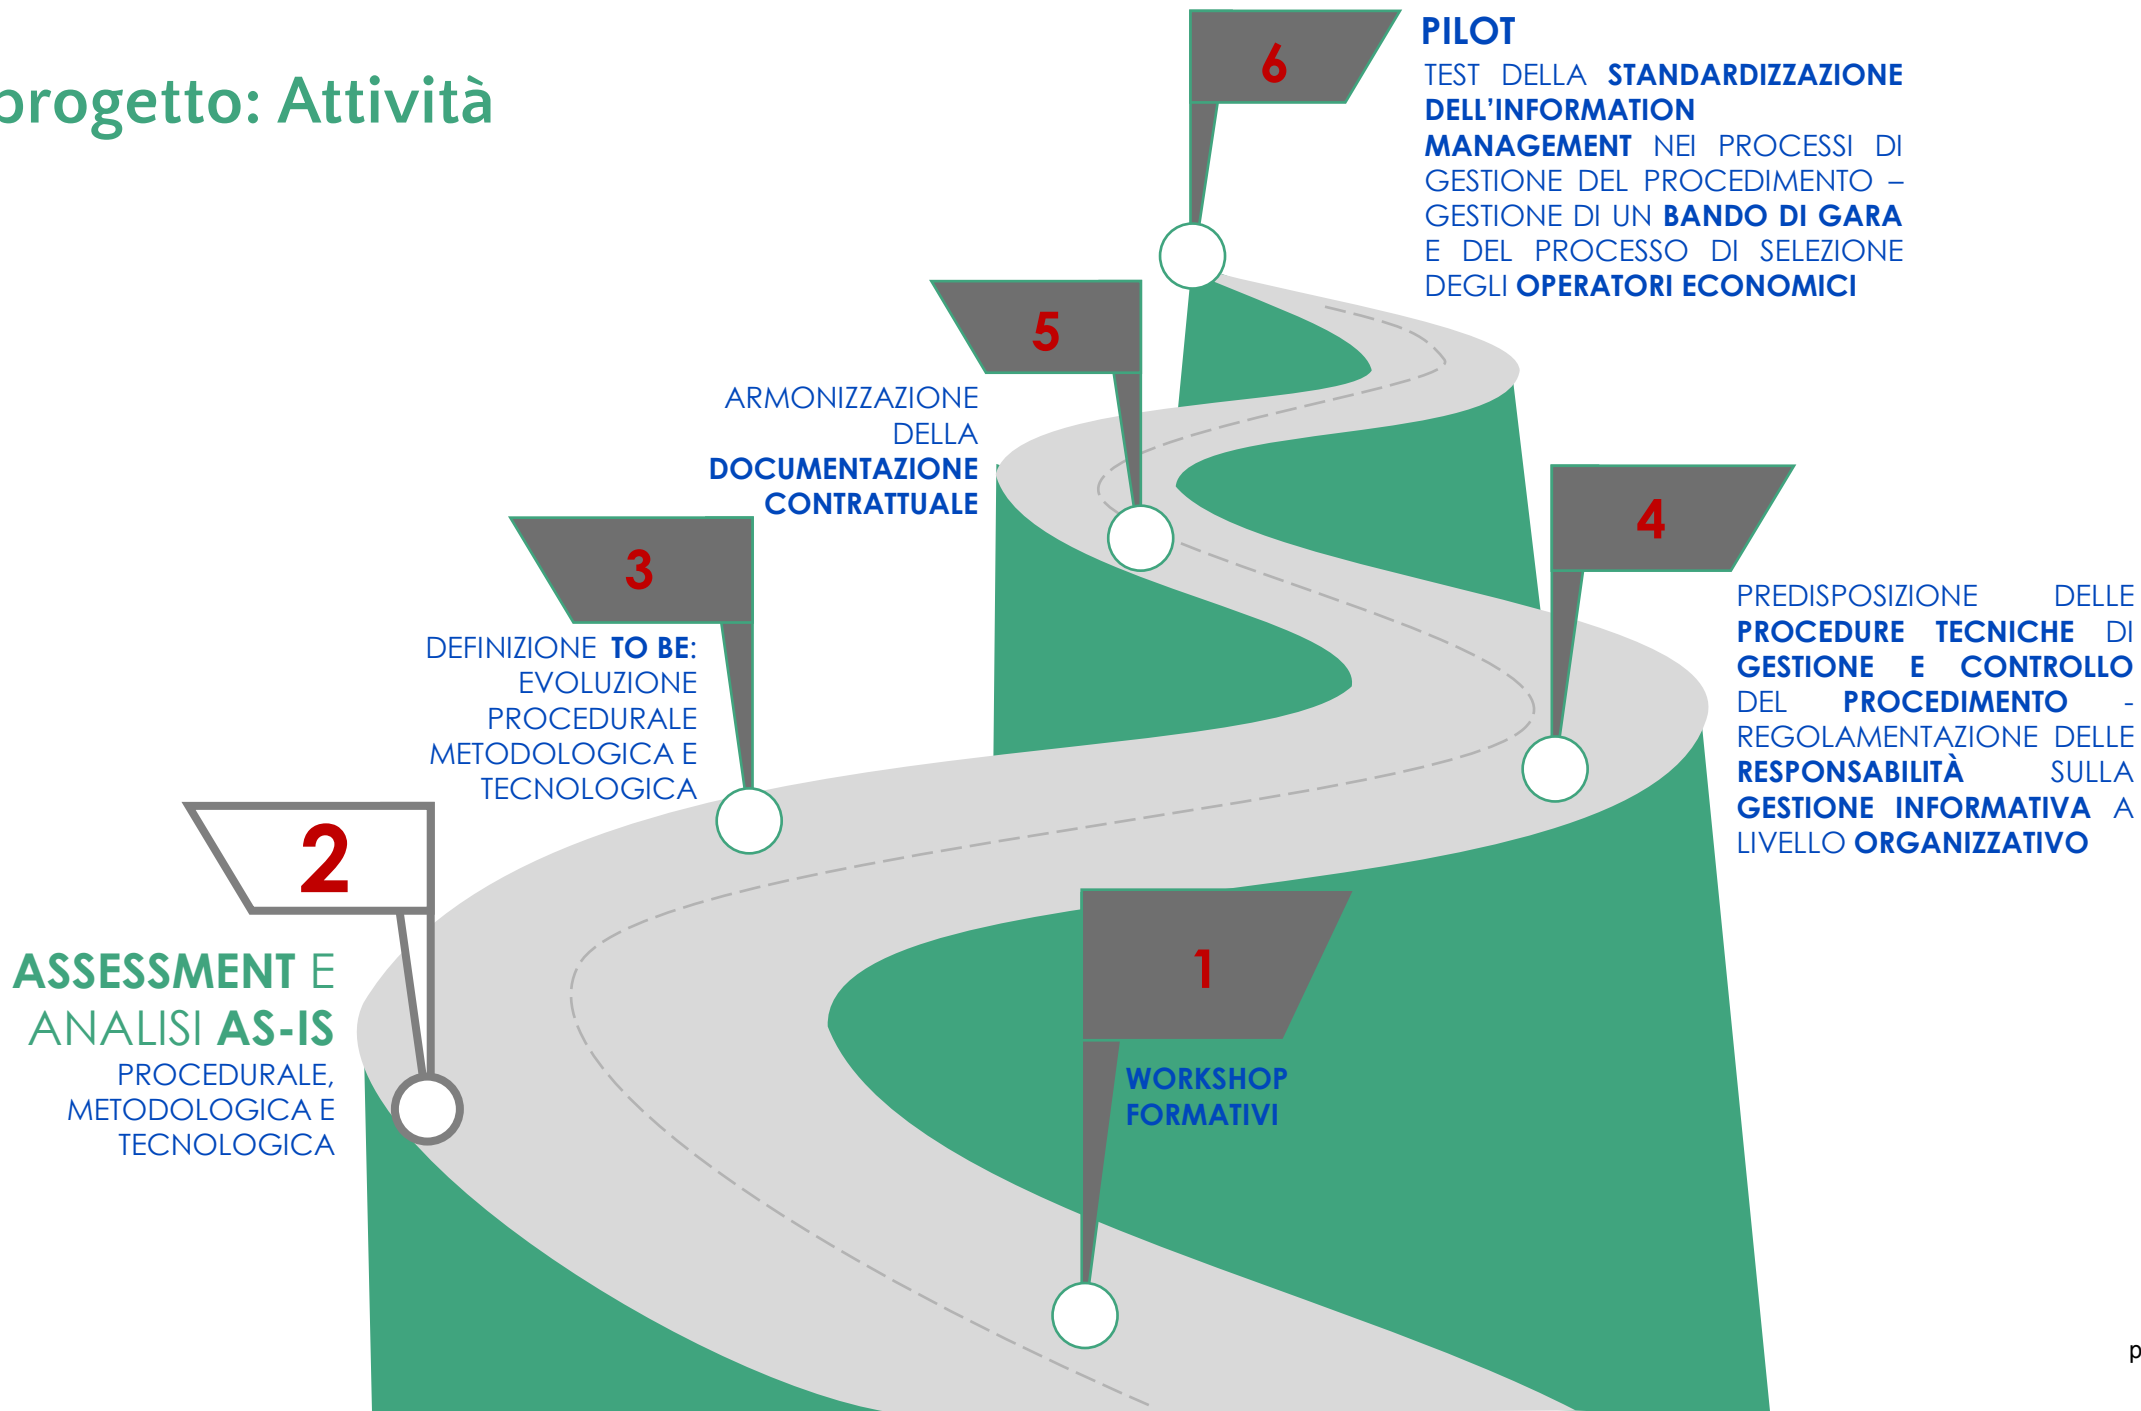 progetto: Attività
6
PILOT
TEST DELLA STANDARDIZZAZIONE
DELL’INFORMATION
MANAGEMENT NEI PROCESSI DI
GESTIONE DEL PROCEDIMENTO –
GESTIONE DI UN BANDO DI GARA
E DEL PROCESSO DI SELEZIONE
DEGLI OPERATORI ECONOMICI
5
ARMONIZZAZIONE
DELLA
DOCUMENTAZIONE
CONTRATTUALE
4
PREDISPOSIZIONE DELLE
PROCEDURE TECNICHE DI
GESTIONE E CONTROLLO
DEL PROCEDIMENTO -
REGOLAMENTAZIONE DELLE
RESPONSABILITÀ SULLA
GESTIONE INFORMATIVA A
LIVELLO ORGANIZZATIVO
3
DEFINIZIONE TO BE:
EVOLUZIONE
PROCEDURALE
METODOLOGICA E
TECNOLOGICA
2
ASSESSMENT E
ANALISI AS-IS
PROCEDURALE,
METODOLOGICA E
TECNOLOGICA
1
WORKSHOP
FORMATIVI
p